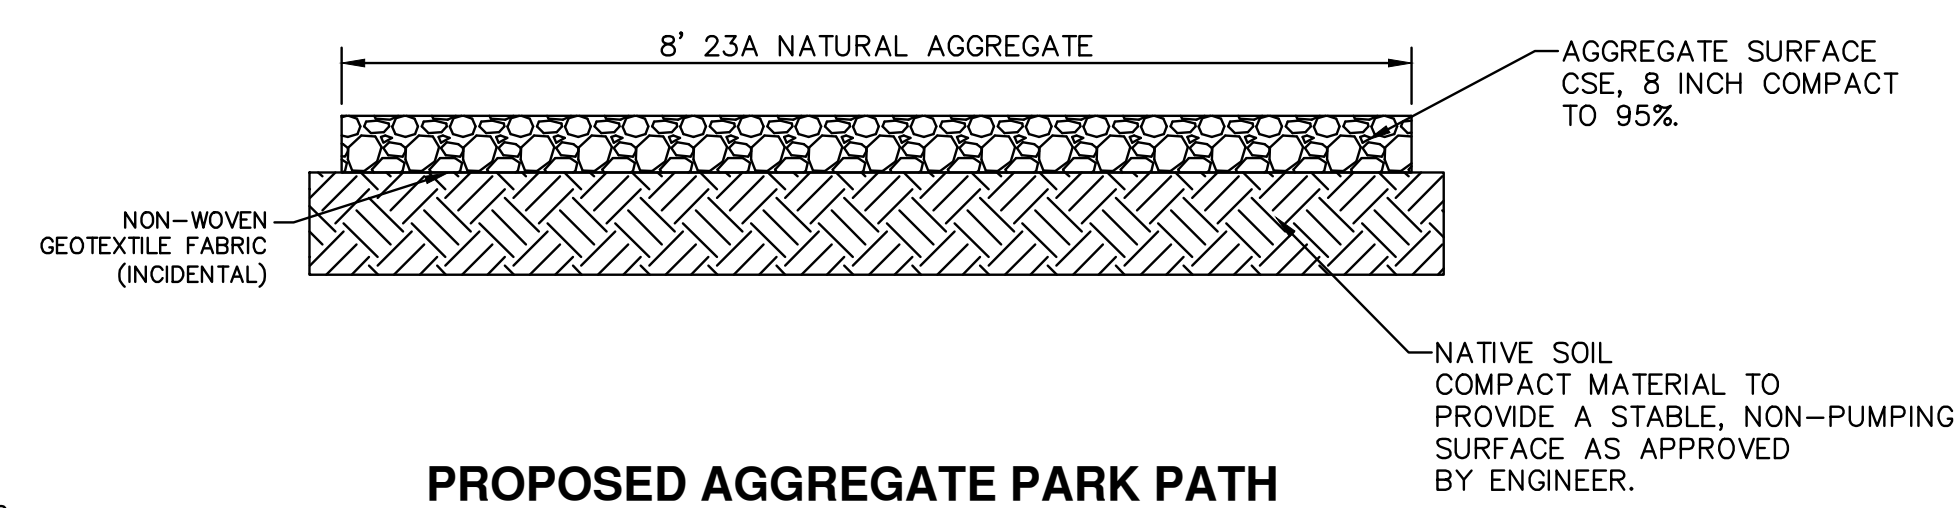 8' 23A NATURAL AGGREGATE
AGGREGATE SURFACE
CSE, 8 INCH COMPACT
TO 95%.
NON-WOVEN
GEOTEXTILE FABRIC
(INCIDENTAL)
NATIVE SOIL
COMPACT MATERIAL TO
PROVIDE A STABLE, NON-PUMPING
SURFACE AS APPROVED
BY ENGINEER.
PROPOSED AGGREGATE PARK PATH